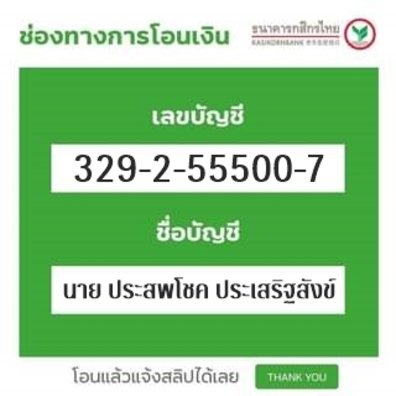 ช่องทางการโอนเงิน
ธนาคารกสิกรไทย
KASIKORNBANK 开泰银行
เลขบัญชี
329-2-55500-7
ชื่อบัญชี
นาย ประสพโชค ประเสริฐสังข์
โอนแล้วแจ้งสลิปได้เลย
THANK YOU